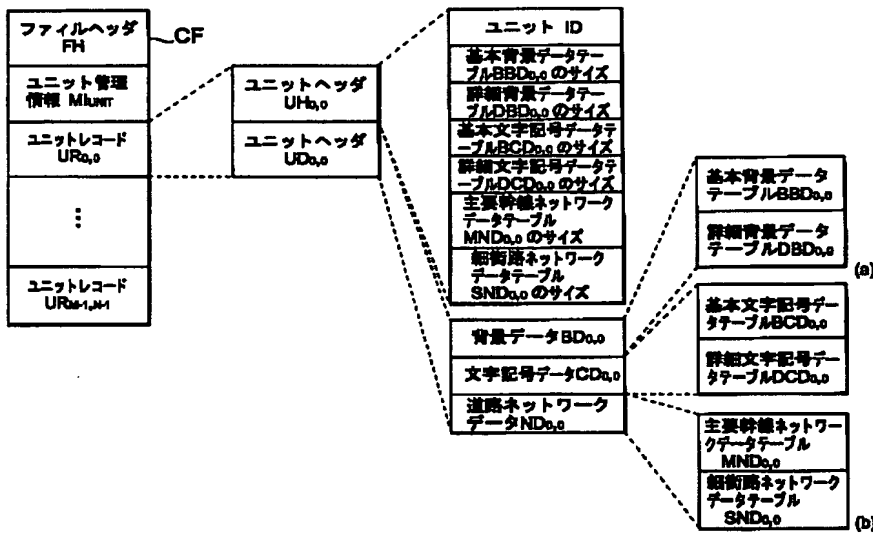 ファイルヘッダ
FH
CF
ユニット管理
情報 MIUNIT
ユニットレコード
UR0,0
⋮
ユニットレコード
URM-1,N-1
ユニットヘッダ
UH0,0
ユニットヘッダ
UD0,0
ユニット ID
基本背景データテー
ブルBBD0,0 のサイズ
詳細背景データテー
ブルDBD0,0 のサイズ
基本文字記号データテ
ーブルBCD0,0 のサイズ
詳細文字記号データテ
ーブルDCD0,0 のサイズ
主要幹線ネットワーク
データテーブル
MND0,0 のサイズ
細街路ネットワーク
データテーブル
SND0,0 のサイズ
背景データBD0,0
文字記号データCD0,0
道路ネットワーク
データND0,0
基本背景データ
テーブルBBD0,0
詳細背景データ
テーブルDBD0,0
(a)
基本文字記号デー
タテーブルBCD0,0
詳細文字記号デー
タテーブルDCD0,0
主要幹線ネットワー
クデータテーブル
MND0,0
細街路ネットワーク
データテーブル
SND0,0
(b)